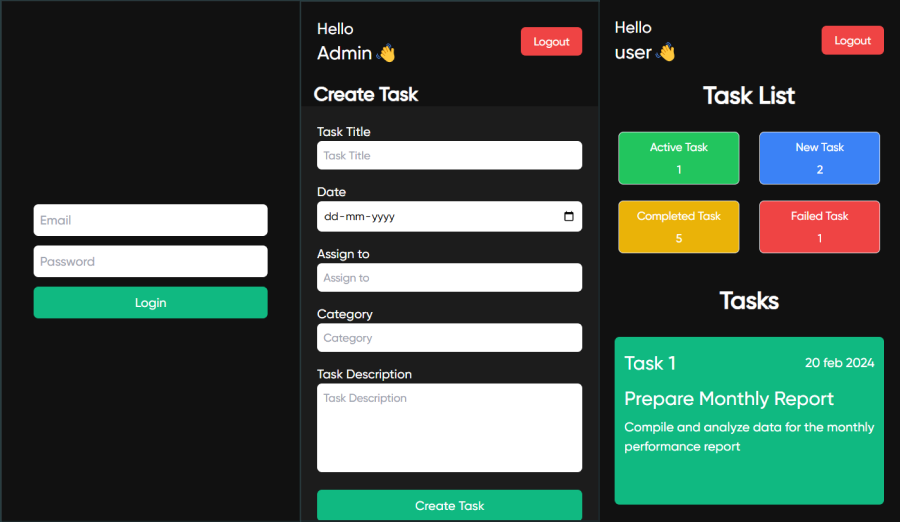 Email
Password
Login
Hello
Admin 👋
Logout
Create Task
Task Title
Task Title
Date
dd-mm-yyyy
Assign to
Assign to
Category
Category
Task Description
Task Description
Create Task
Hello
user 👋
Logout
Task List
Active Task
1
New Task
2
Completed Task
5
Failed Task
1
Tasks
Task 1
20 feb 2024
Prepare Monthly Report
Compile and analyze data for the monthly
performance report